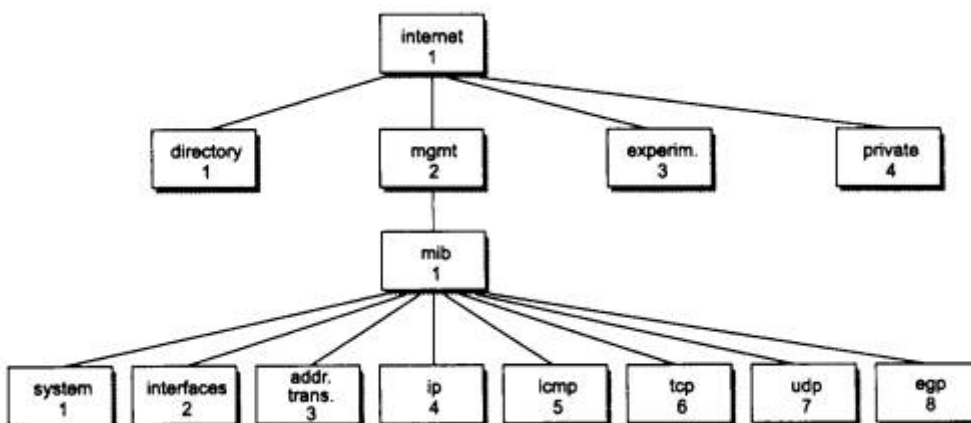 internet
1
directory
1
mgmt
2
experim.
3
private
4
mib
1
system
1
interfaces
2
addr.
trans.
3
ip
4
icmp
5
tcp
6
udp
7
egp
8